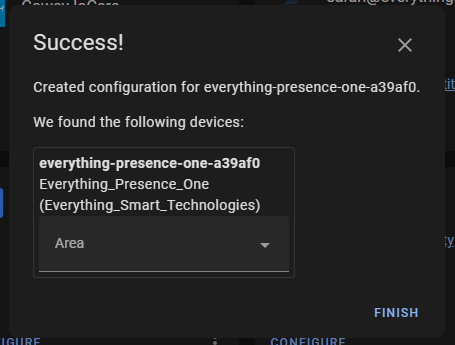 Success!
Created configuration for everything-presence-one-a39af0.
We found the following devices:
everything-presence-one-a39af0
Everything_Presence_One
(Everything_Smart_Technologies)
Area
FINISH
CONFIGURE